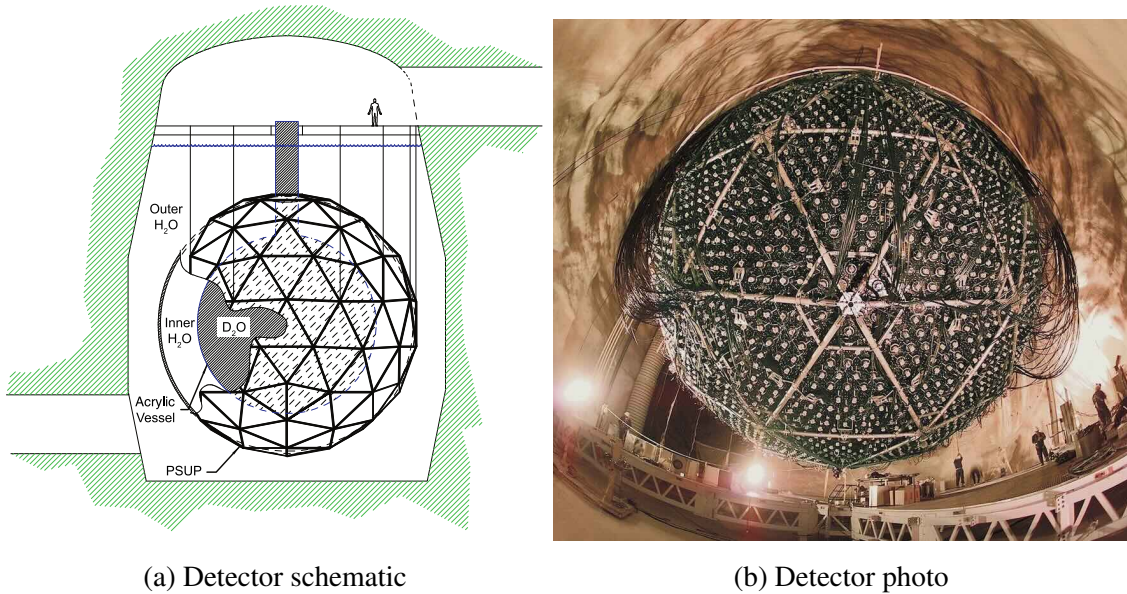 Outer
H₂O
Inner
H₂O
D₂O
Acrylic
Vessel
PSUP
(a) Detector schematic
(b) Detector photo